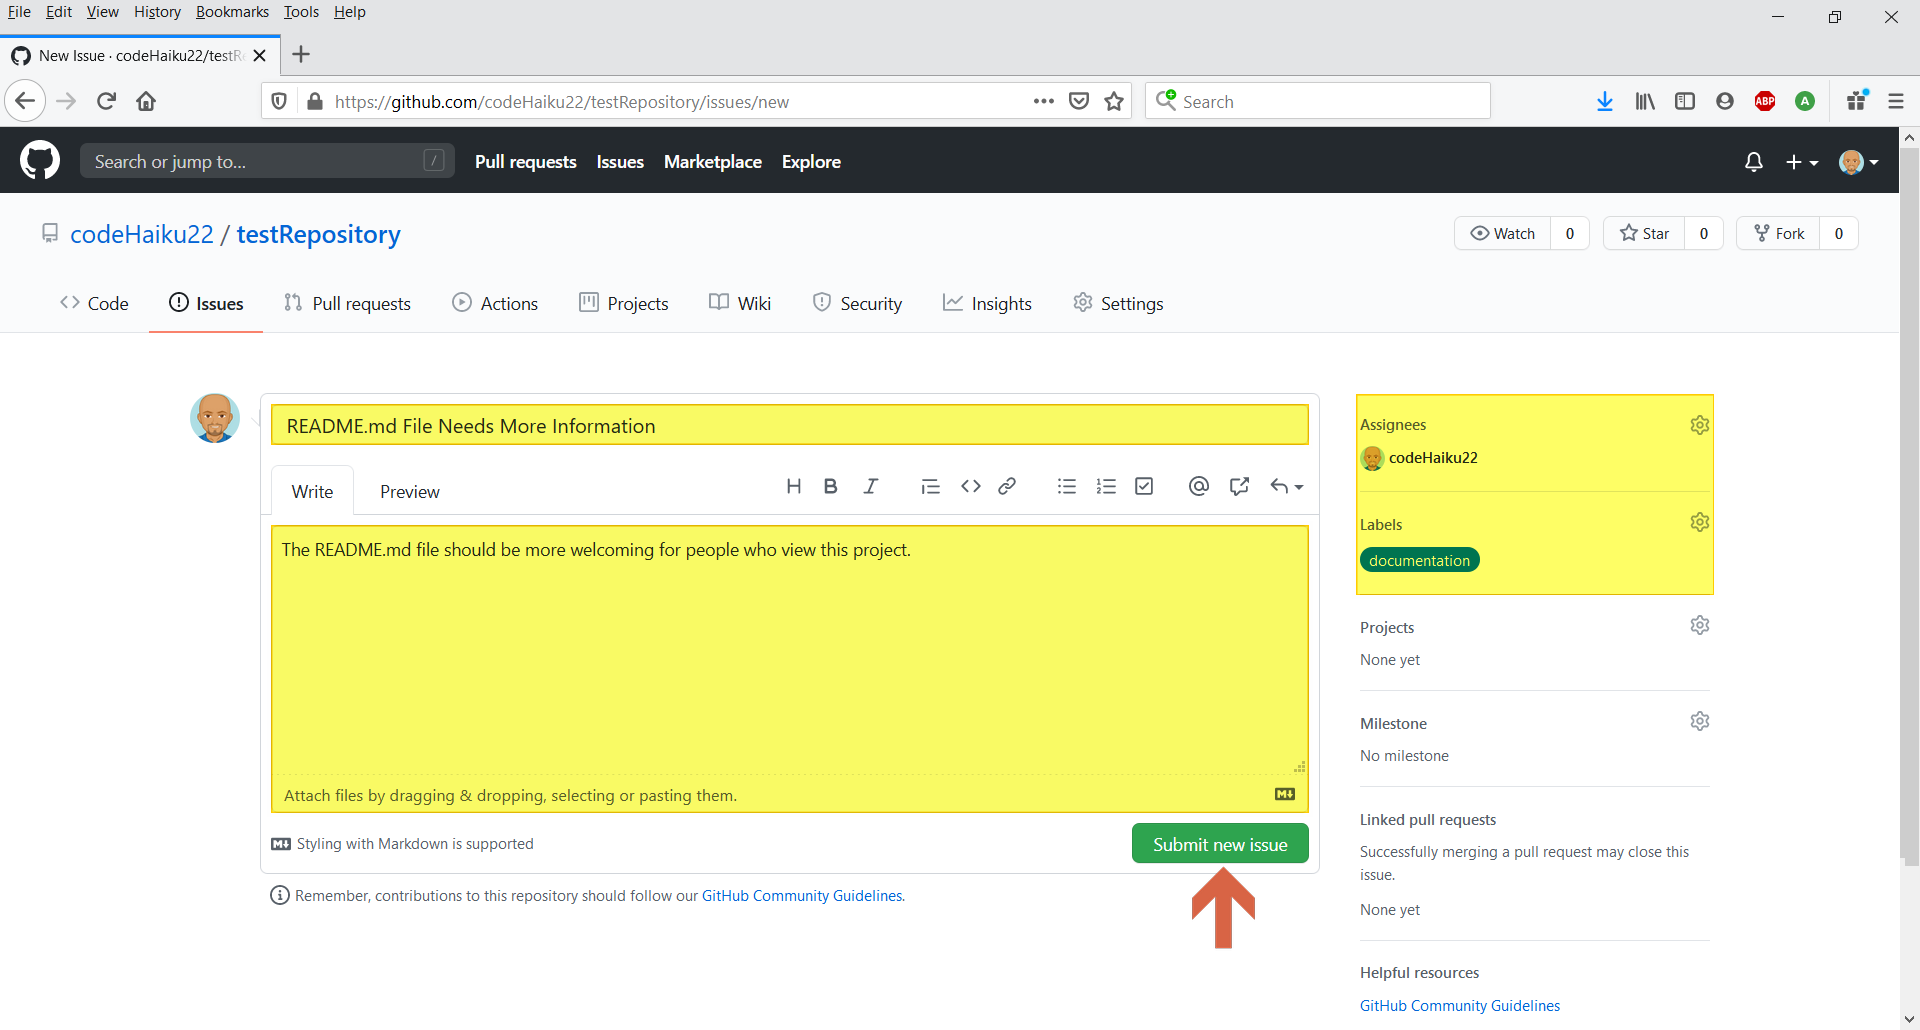 File Edit View History Bookmarks Tools Help
New Issue · codeHaiku22/testR
https://github.com/codeHaiku22/testRepository/issues/new
Search
ABP
A
Search or jump to... /
Pull requests Issues Marketplace Explore
codeHaiku22 / testRepository
Watch 0 Star 0 Fork 0
Code Issues Pull requests Actions Projects Wiki Security Insights Settings
README.md File Needs More Information
Write Preview
The README.md file should be more welcoming for people who view this project.
Attach files by dragging & dropping, selecting or pasting them.
Styling with Markdown is supported
Submit new issue
Remember, contributions to this repository should follow our GitHub Community Guidelines.
Assignees
codeHaiku22
Labels
documentation
Projects
None yet
Milestone
No milestone
Linked pull requests
Successfully merging a pull request may close this
issue.
None yet
Helpful resources
GitHub Community Guidelines